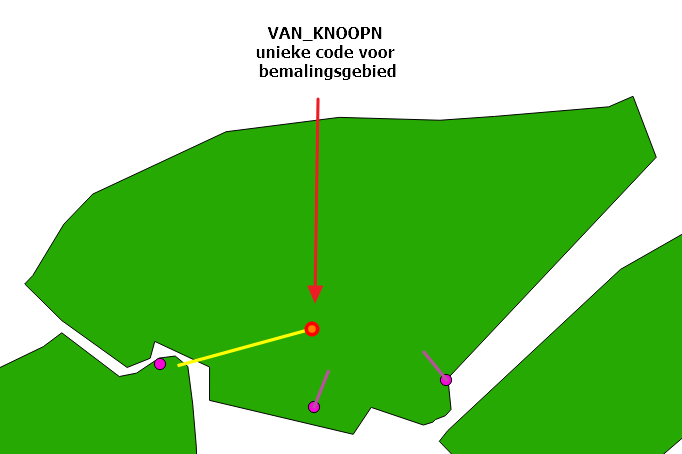 VAN_KNOOPN
unieke code voor
bemalingsgebied